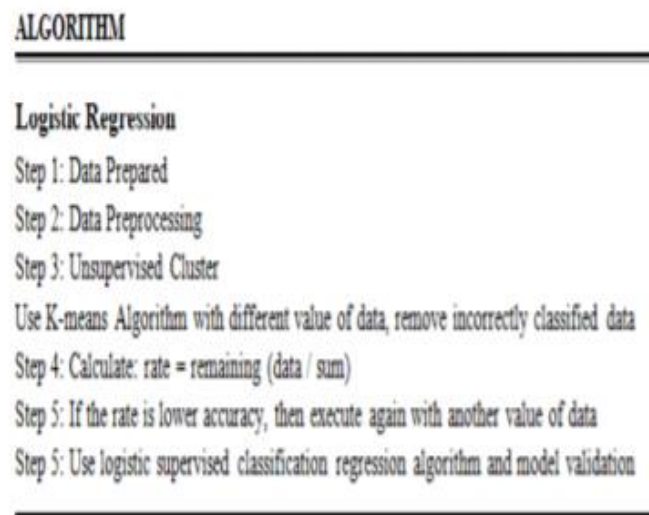 ALGORITHM
Logistic Regression
Step 1: Data Prepared
Step 2: Data Preprocessing
Step 3: Unsupervised Cluster
Use K-means Algorithm with different value of data, remove incorrectly classified data
Step 4: Calculate: rate = remaining (data / sum)
Step 5: If the rate is lower accuracy, then execute again with another value of data
Step 5: Use logistic supervised classification regression algorithm and model validation